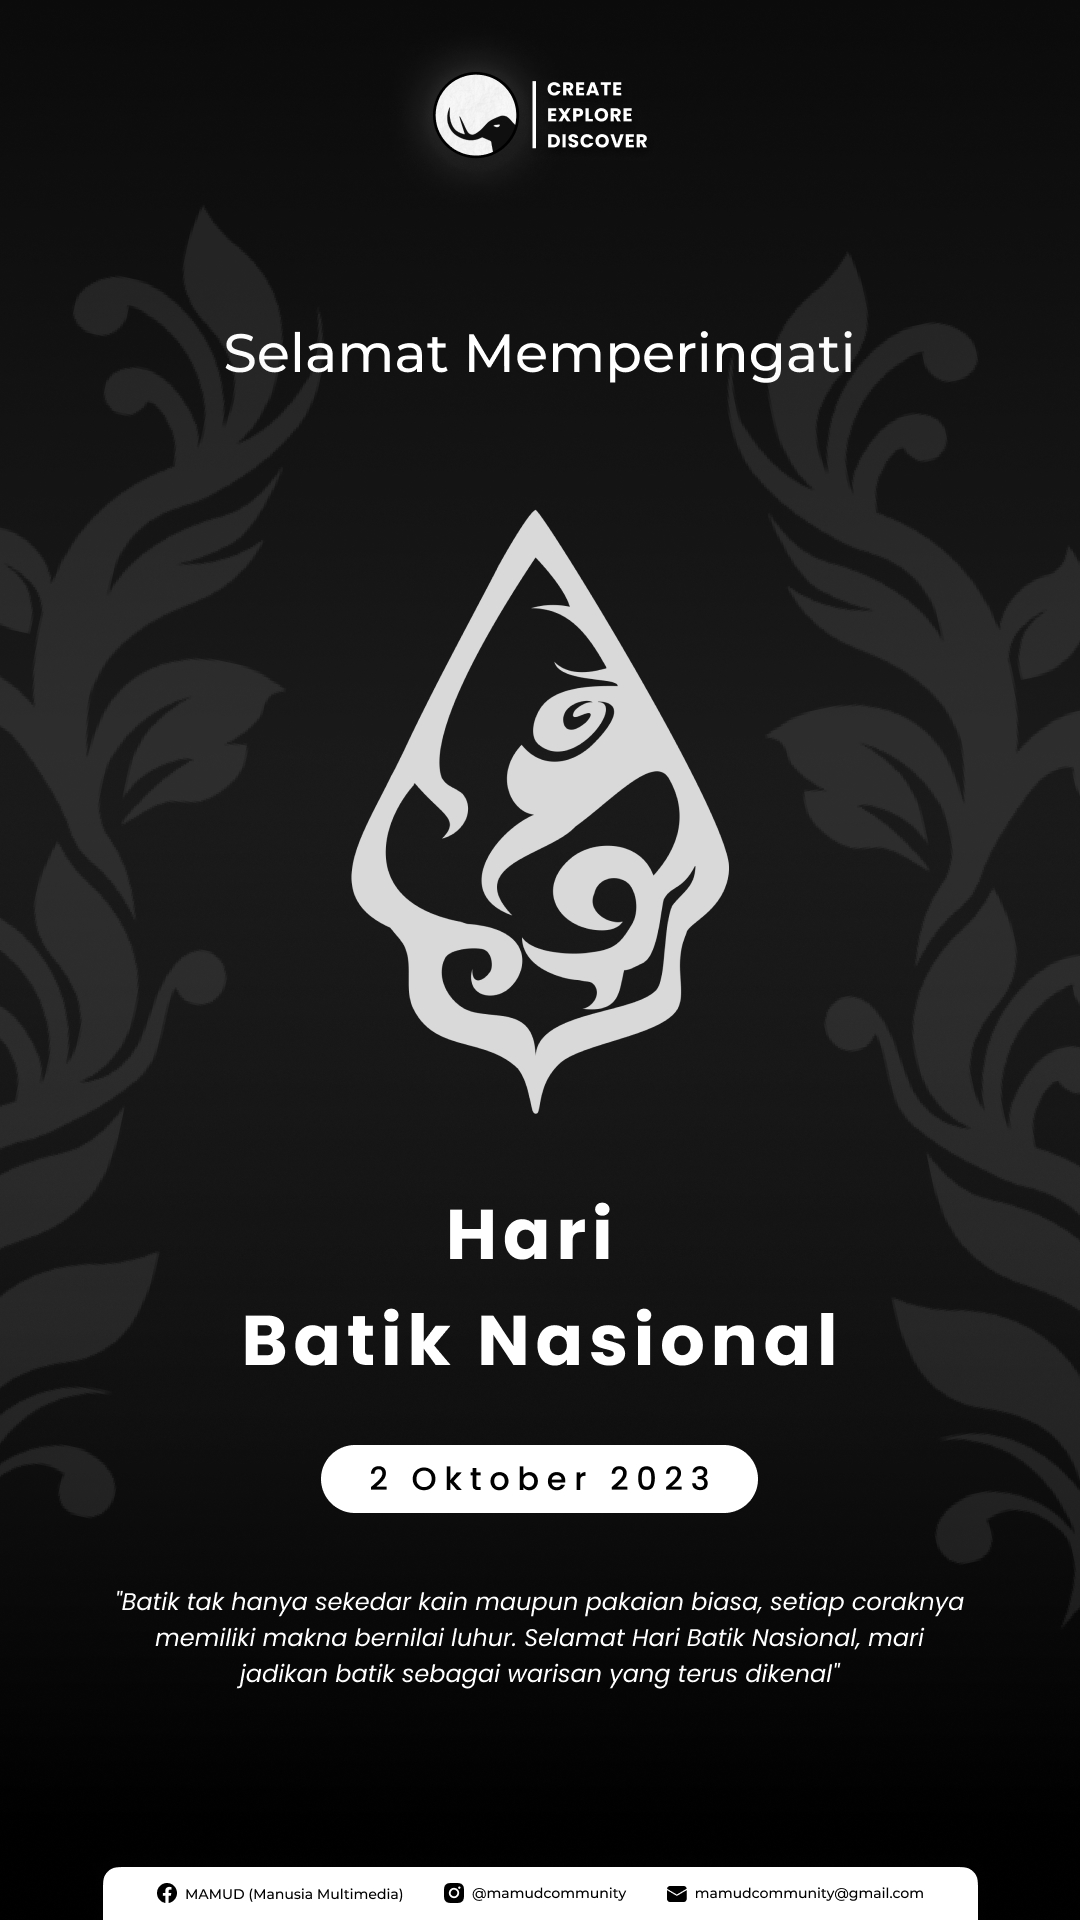 CREATE
EXPLORE
DISCOVER
Selamat Memperingati
Hari
Batik Nasional
2 Oktober 2023
"Batik tak hanya sekedar kain maupun pakaian biasa, setiap coraknya
memiliki makna bernilai luhur. Selamat Hari Batik Nasional, mari
jadikan batik sebagai warisan yang terus dikenal"
MAMUD (Manusia Multimedia) @mamudcommunity mamudcommunity@gmail.com